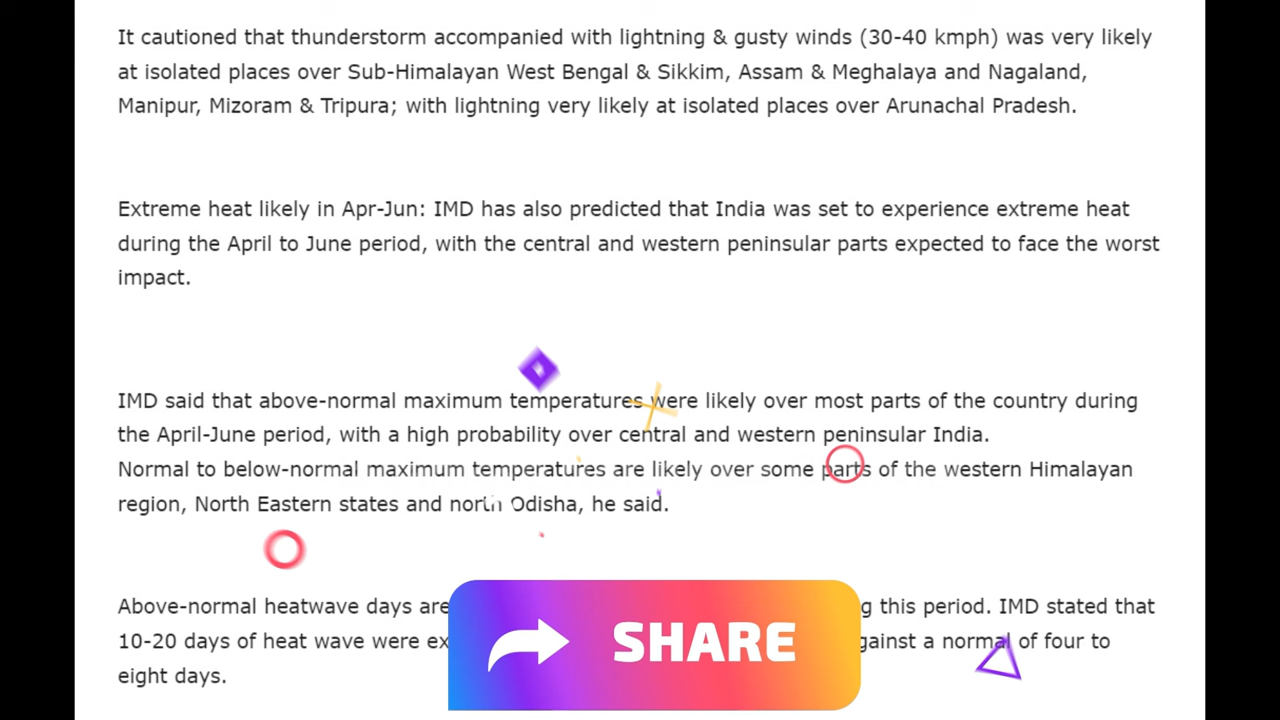 It cautioned that thunderstorm accompanied with lightning & gusty winds (30-40 kmph) was very likely
at isolated places over Sub-Himalayan West Bengal & Sikkim, Assam & Meghalaya and Nagaland,
Manipur, Mizoram & Tripura; with lightning very likely at isolated places over Arunachal Pradesh.
Extreme heat likely in Apr-Jun: IMD has also predicted that India was set to experience extreme heat
during the April to June period, with the central and western peninsular parts expected to face the worst
impact.
IMD said that above-normal maximum temperatures were likely over most parts of the country during
the April-June period, with a high probability over central and western peninsular India.
Normal to below-normal maximum temperatures are likely over some parts of the western Himalayan
region, North Eastern states and north Odisha, he said.
Above-normal heatwave days are this period. IMD stated that
10-20 days of heat wave were a normal of four to
eight days.
SHARE